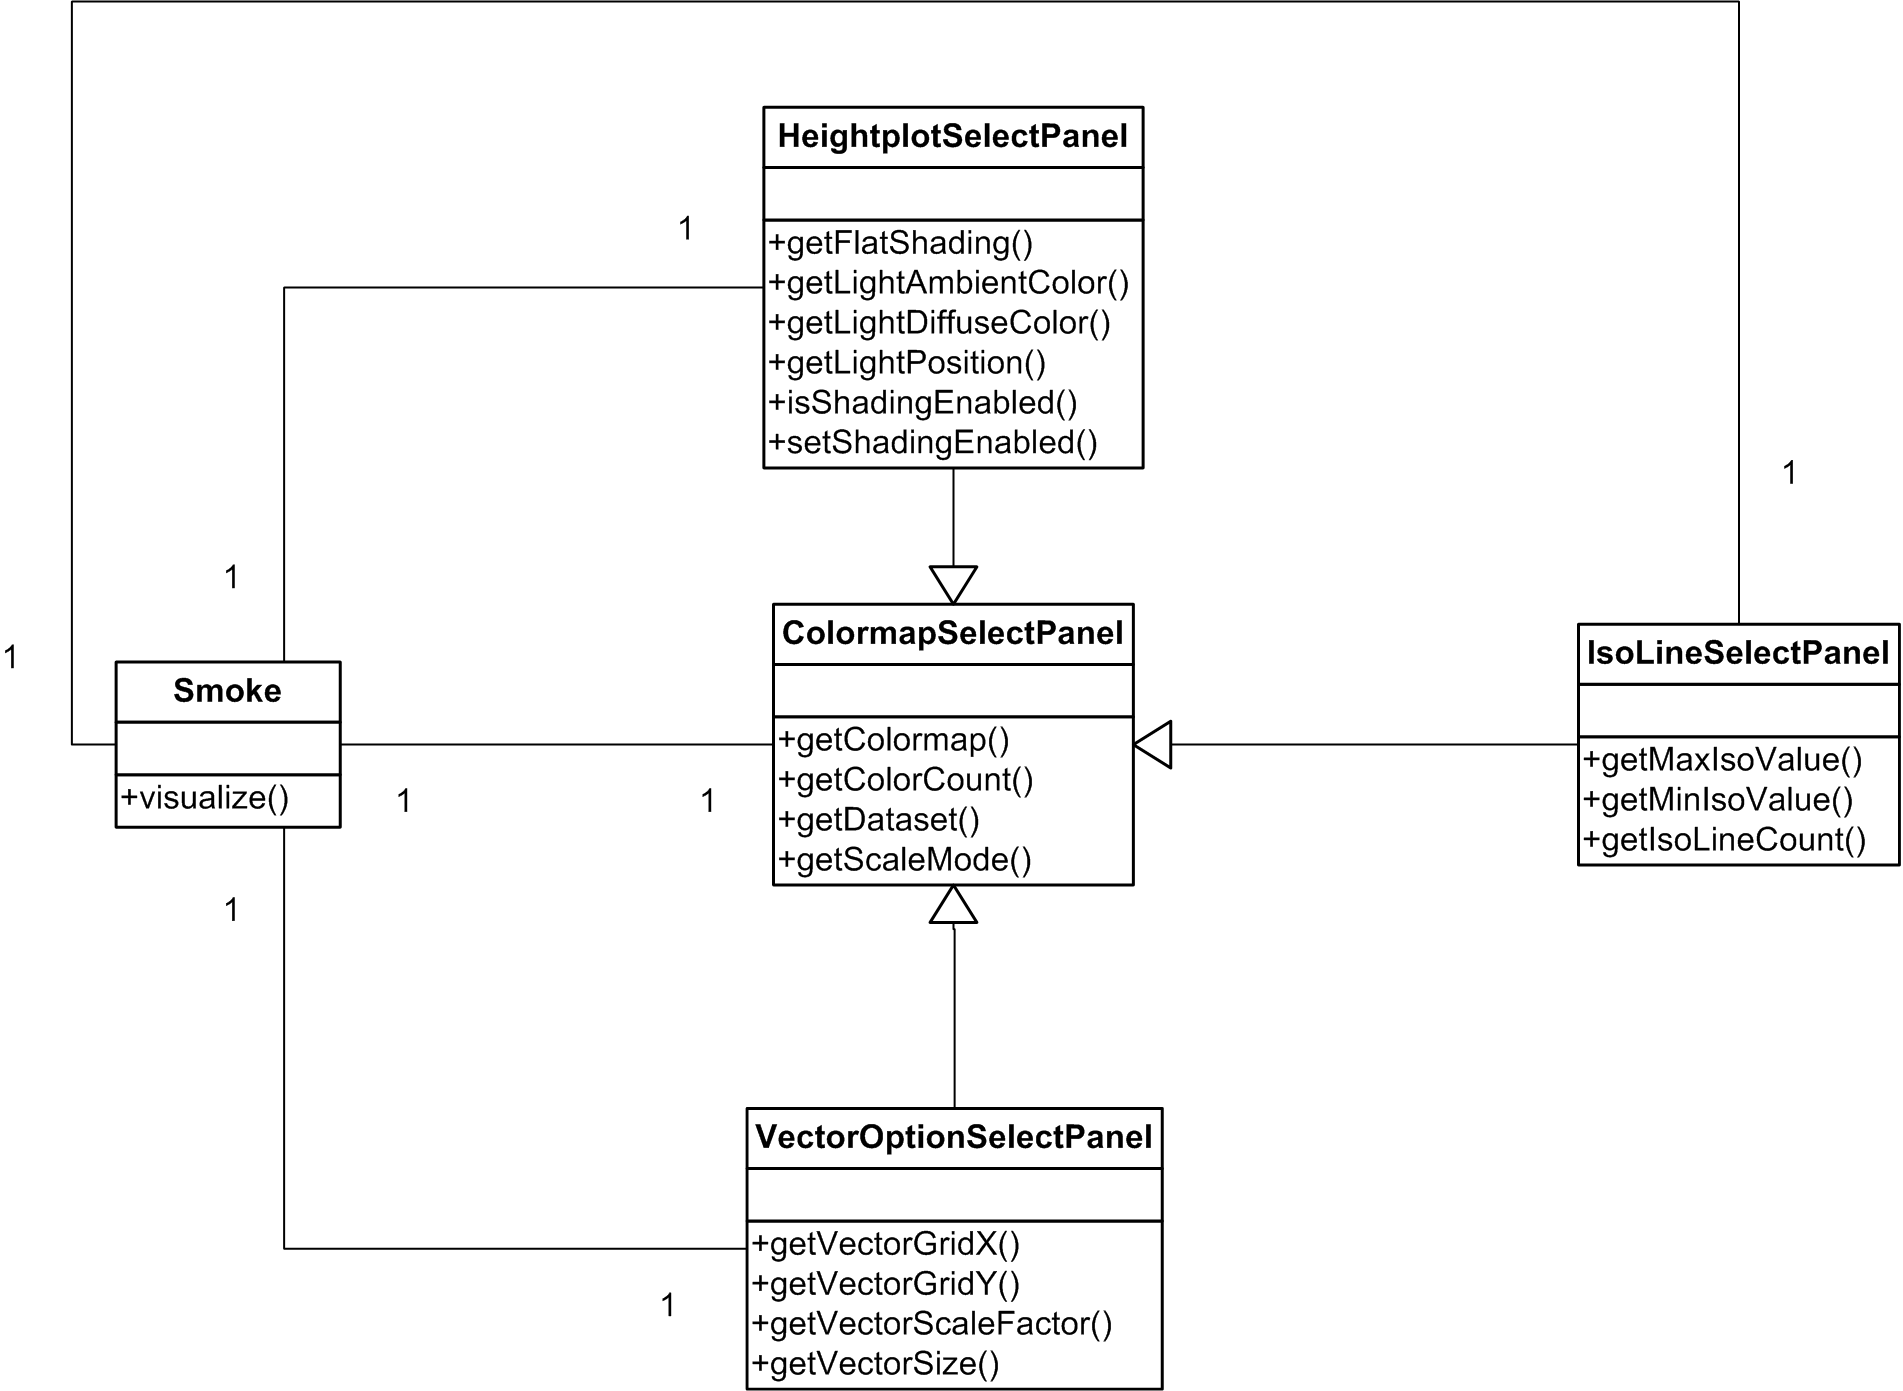 HeightplotSelectPanel
+getFlatShading()
+getLightAmbientColor()
+getLightDiffuseColor()
+getLightPosition()
+isShadingEnabled()
+setShadingEnabled()
1
1
1
1
Smoke
+visualize()
1
1
ColormapSelectPanel
+getColormap()
+getColorCount()
+getDataset()
+getScaleMode()
IsoLineSelectPanel
+getMaxIsoValue()
+getMinIsoValue()
+getIsoLineCount()
1
1
VectorOptionSelectPanel
+getVectorGridX()
+getVectorGridY()
+getVectorScaleFactor()
+getVectorSize()